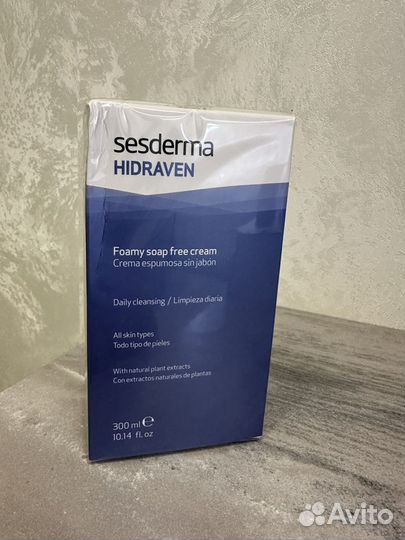 sesderma
HIDRAVEN
Foamy soap free cream
Crema espumosa sin jabón
Daily cleansing / Limpieza diaria
All skin types
Todo tipo de pieles
With natural plant extracts
Con extractos naturales de plantas
300 ml ℮
10.14 fl. oz
Avito